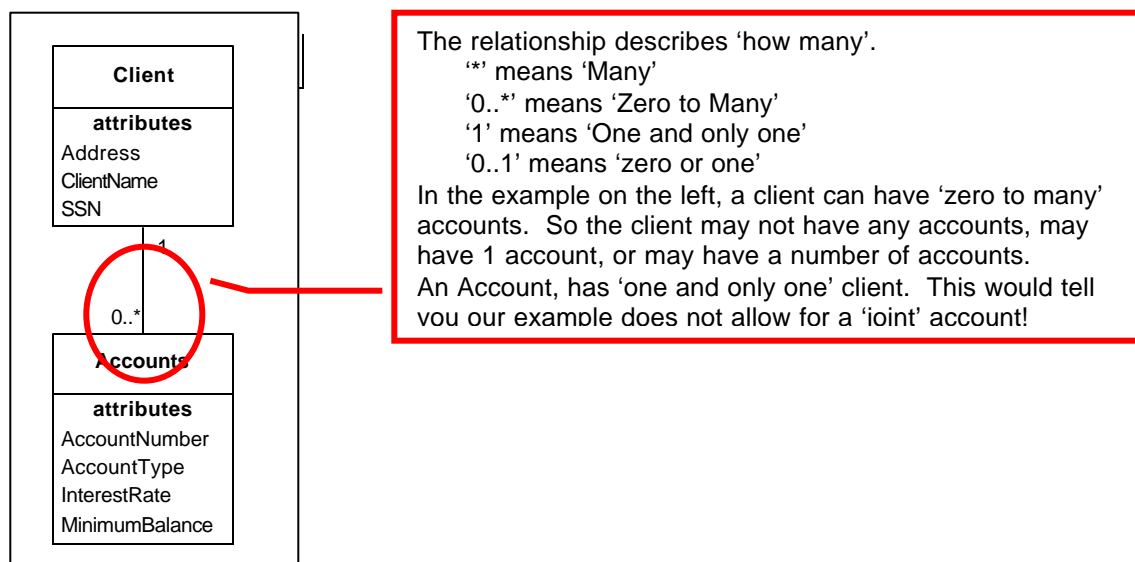 Client
attributes
Address
ClientName
SSN
1
0..*
Accounts
attributes
AccountNumber
AccountType
InterestRate
MinimumBalance
The relationship describes ‘how many’.
‘*’ means ‘Many’
‘0..*’ means ‘Zero to Many’
‘1’ means ‘One and only one’
‘0..1’ means ‘zero or one’
In the example on the left, a client can have ‘zero to many’
accounts.  So the client may not have any accounts, may
have 1 account, or may have a number of accounts.
An Account, has ‘one and only one’ client.  This would tell
you our example does not allow for a ‘joint’ account!